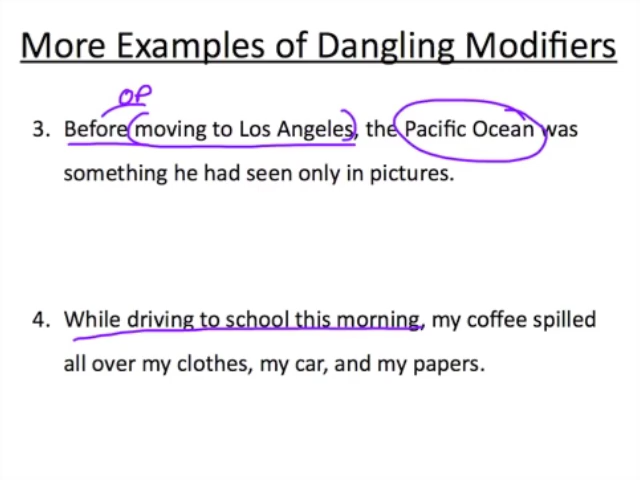 More Examples of Dangling Modifiers
OP
3. Before (moving to Los Angeles), the Pacific Ocean was
something he had seen only in pictures.
4. While driving to school this morning, my coffee spilled
all over my clothes, my car, and my papers.